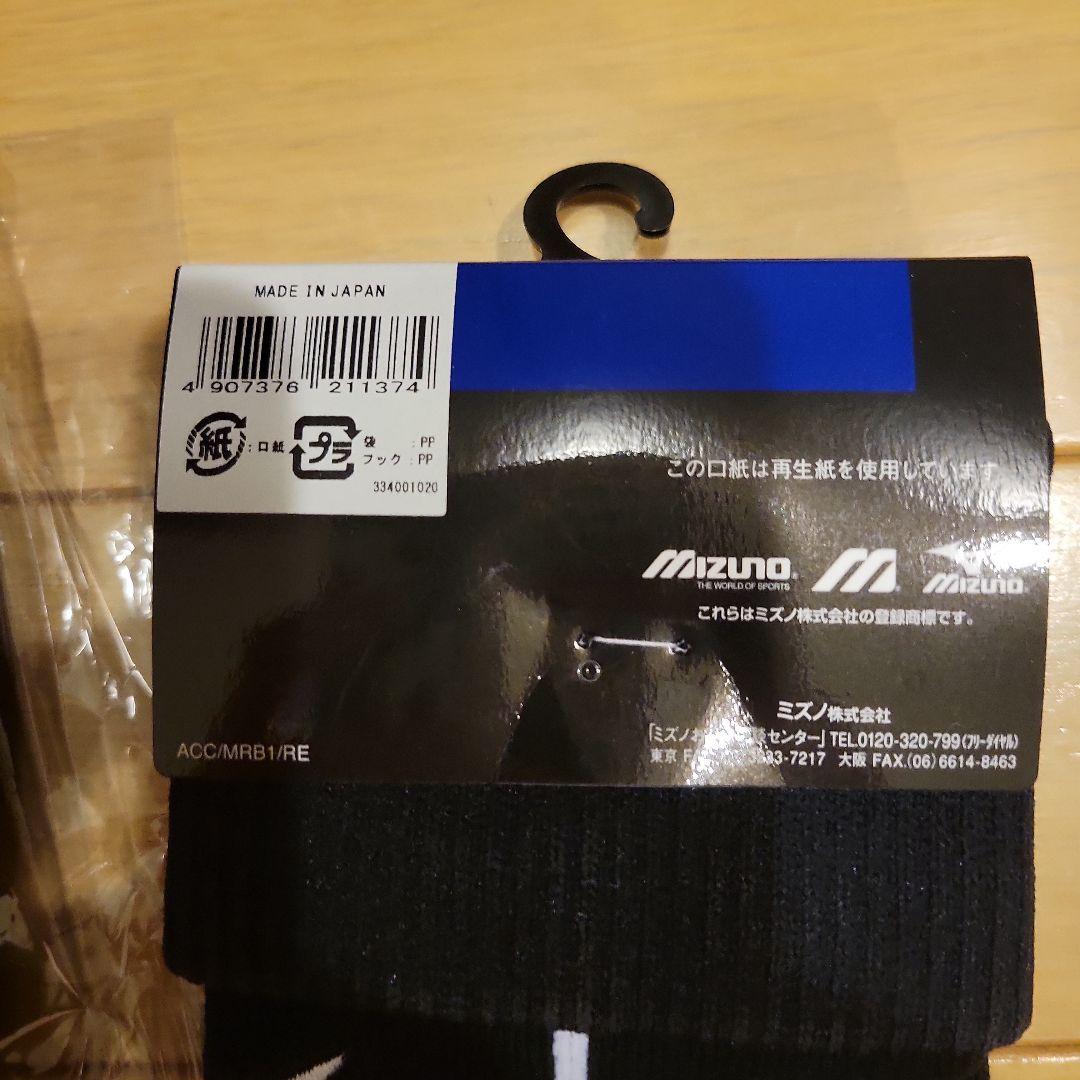 MADE IN JAPAN
4 907376 211374
紙 : 口紙 プラ 袋 : PP
フック : PP
334001020
この口紙は再生紙を使用しています
MIZUNO M MIZUNO
THE WORLD OF SPORTS
これらはミズノ株式会社の登録商標です。
ミズノ株式会社
「ミズノお センター」TEL.0120-320-799(フリーダイヤル)
東京 7217 大阪 FAX.(06)6614-8463
ACC/MRB1/RE